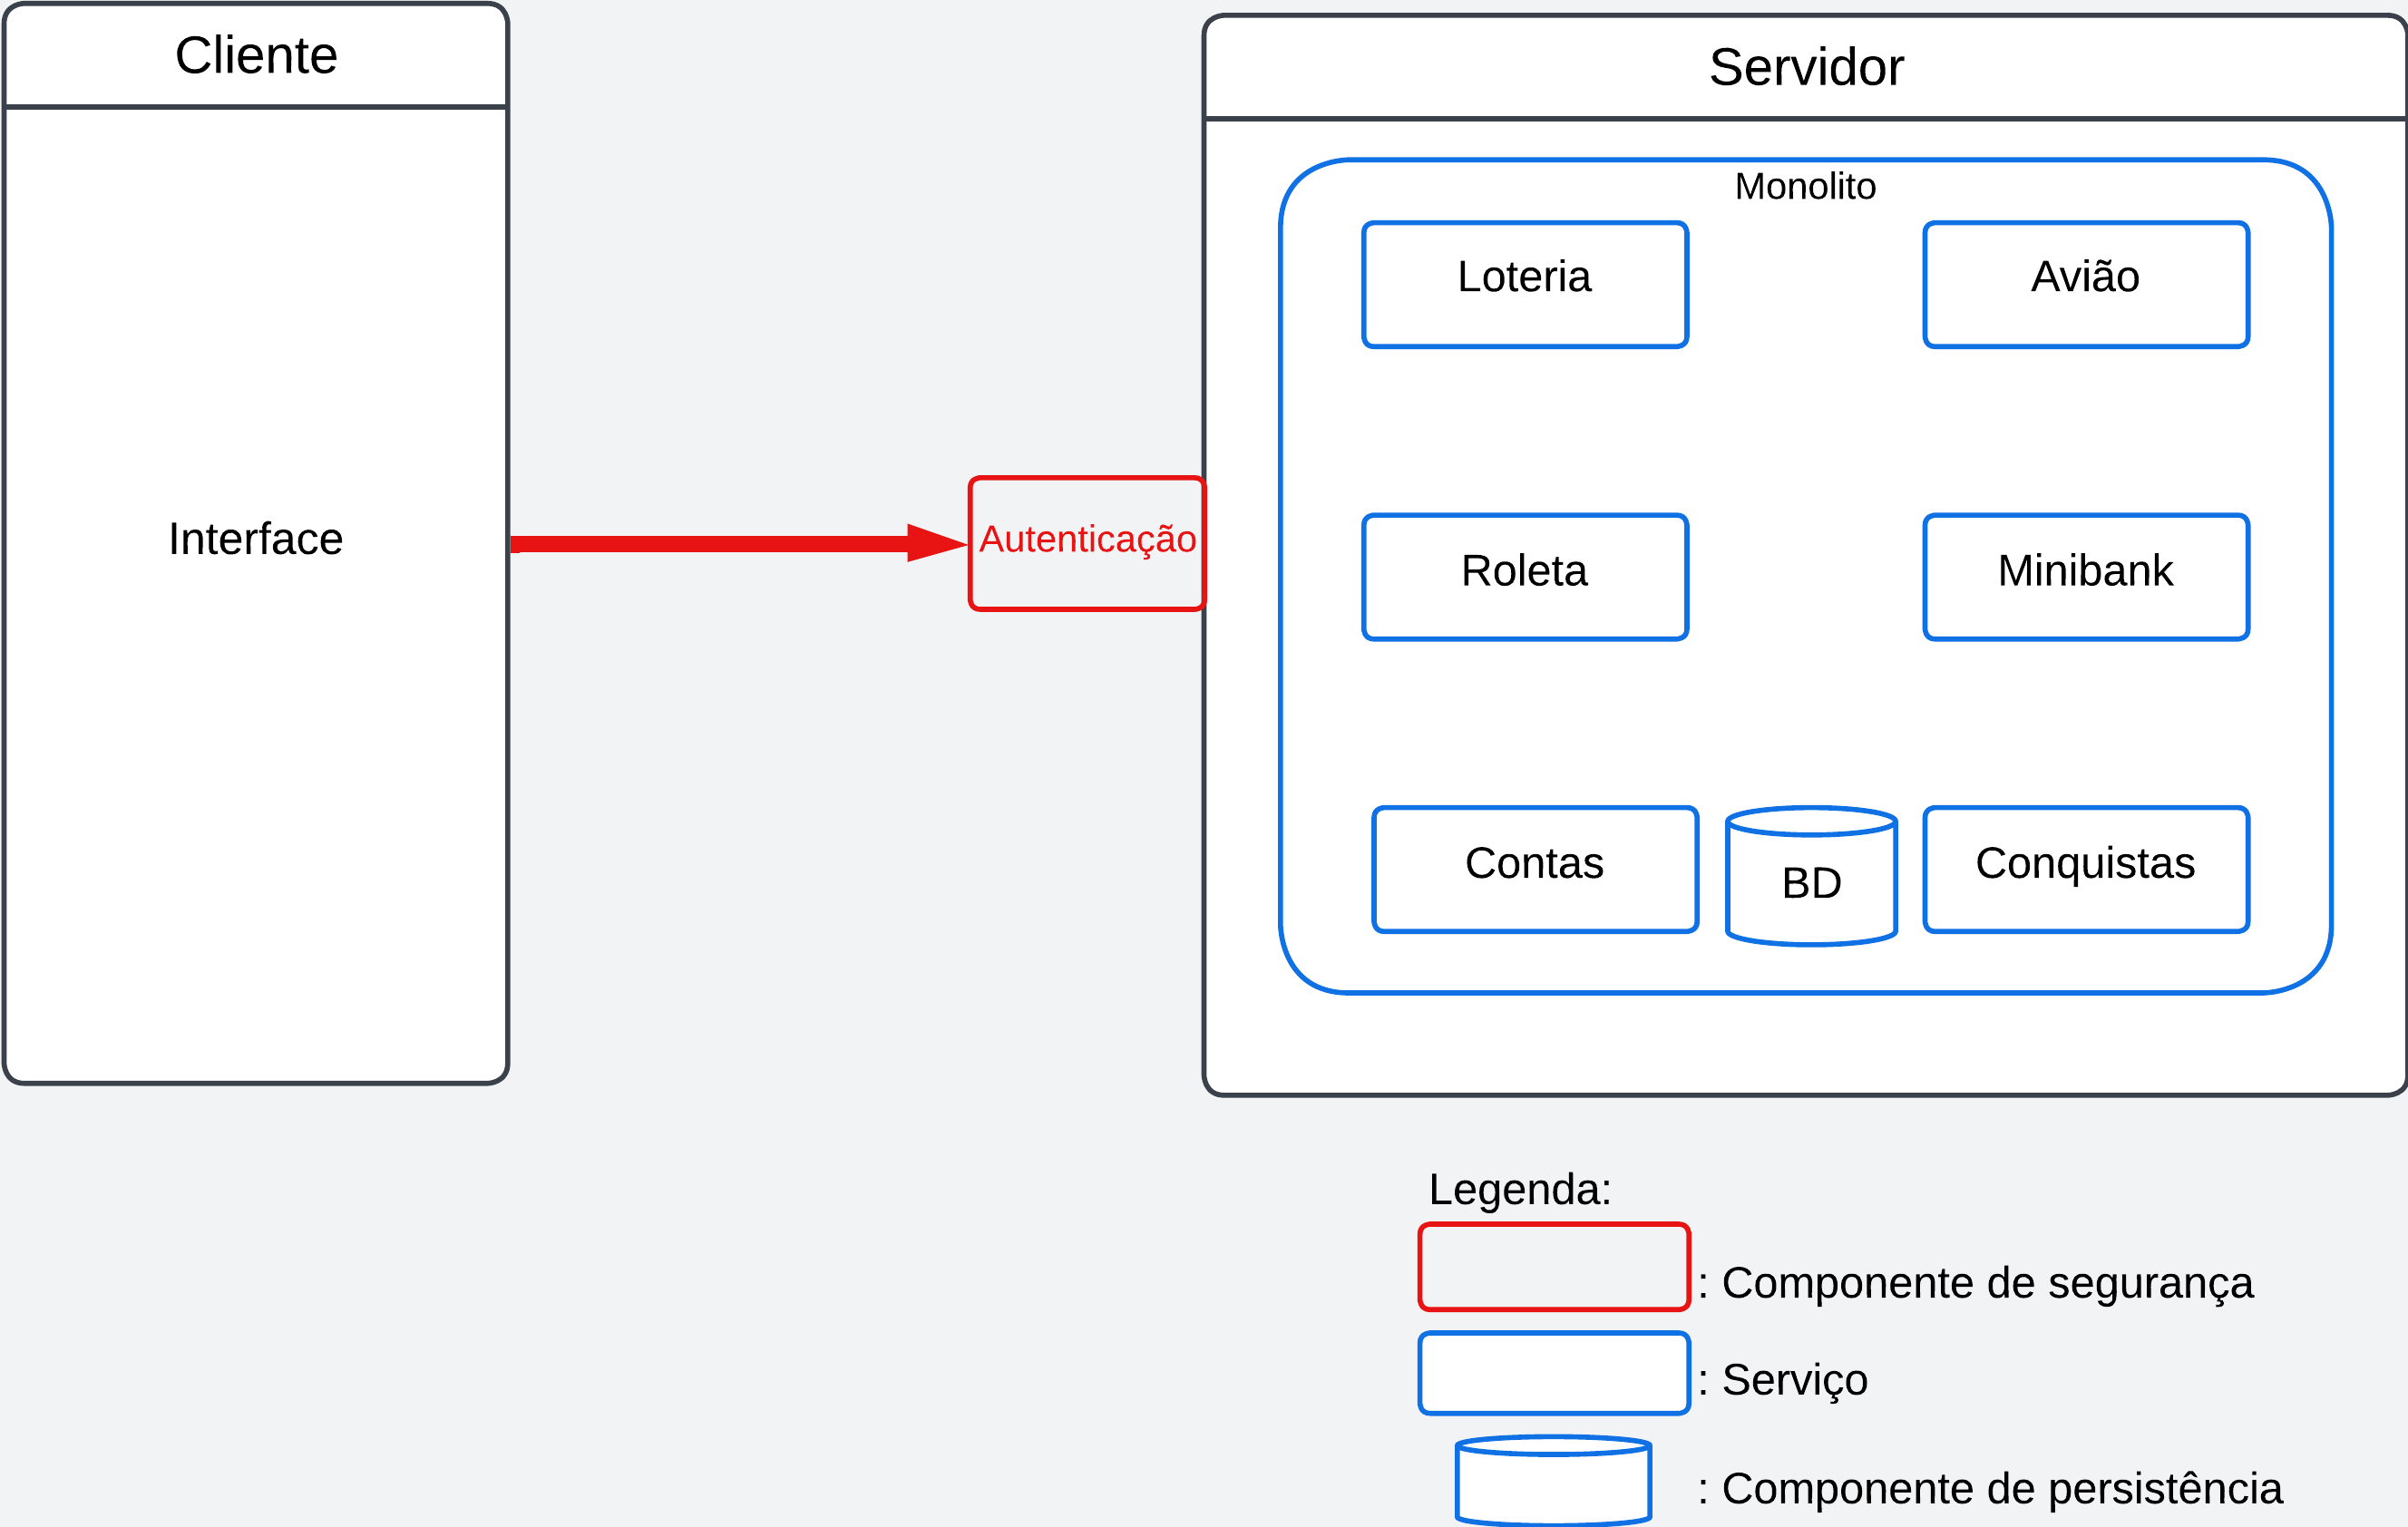 Cliente
Interface
Autenticação
Servidor
Monolito
Loteria
Avião
Roleta
Minibank
Contas
BD
Conquistas
Legenda:
: Componente de segurança
: Serviço
: Componente de persistência